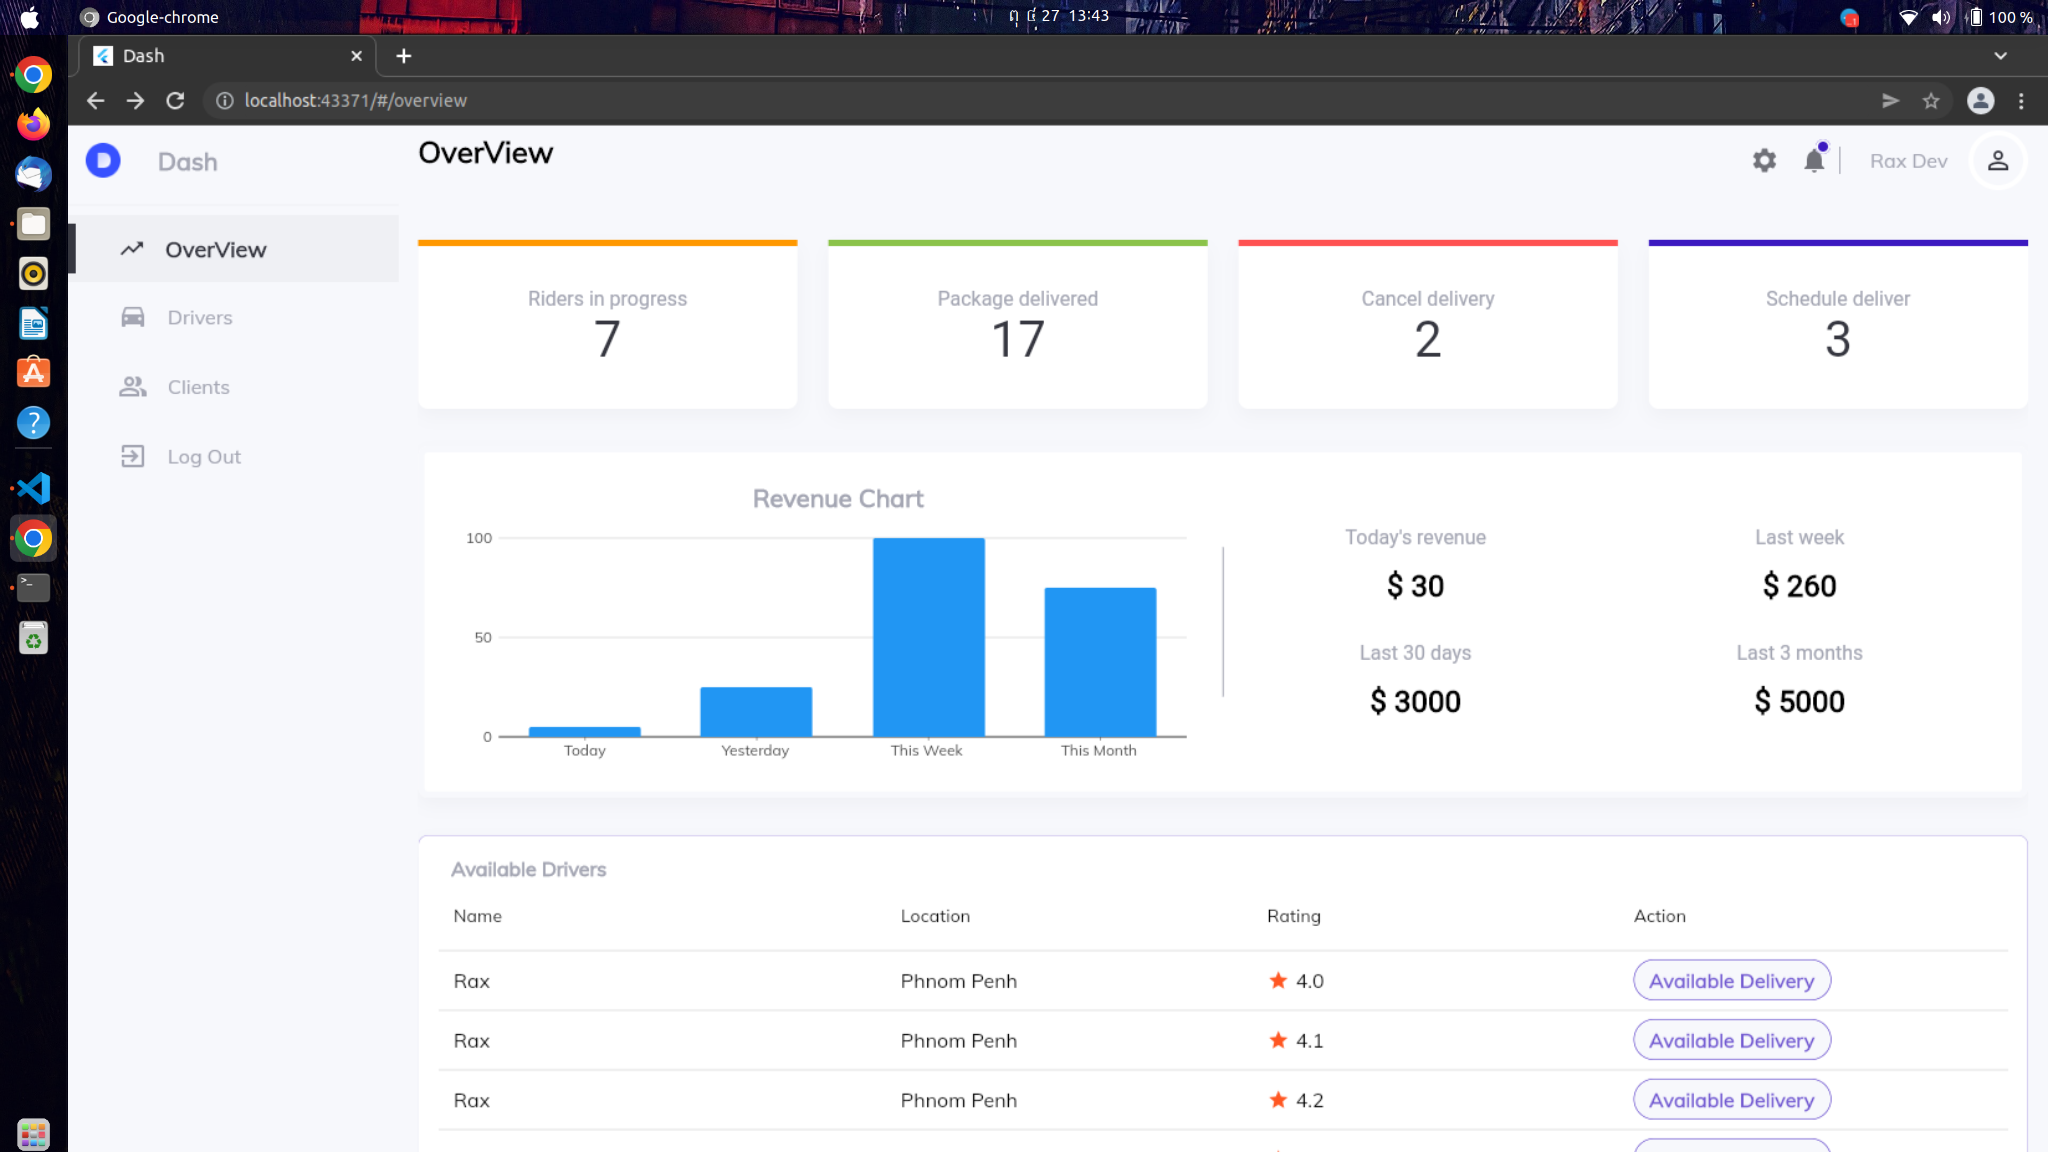 Google-chrome
27 13:43
100 %
Dash
localhost:43371/#/overview
Dash
OverView
Rax Dev
OverView
Drivers
Clients
Log Out
Riders in progress
7
Package delivered
17
Cancel delivery
2
Schedule deliver
3
Revenue Chart
100
50
0
Today
Yesterday
This Week
This Month
Today's revenue
$ 30
Last week
$ 260
Last 30 days
$ 3000
Last 3 months
$ 5000
Available Drivers
Name Location Rating Action
Rax Phnom Penh 4.0 Available Delivery
Rax Phnom Penh 4.1 Available Delivery
Rax Phnom Penh 4.2 Available Delivery